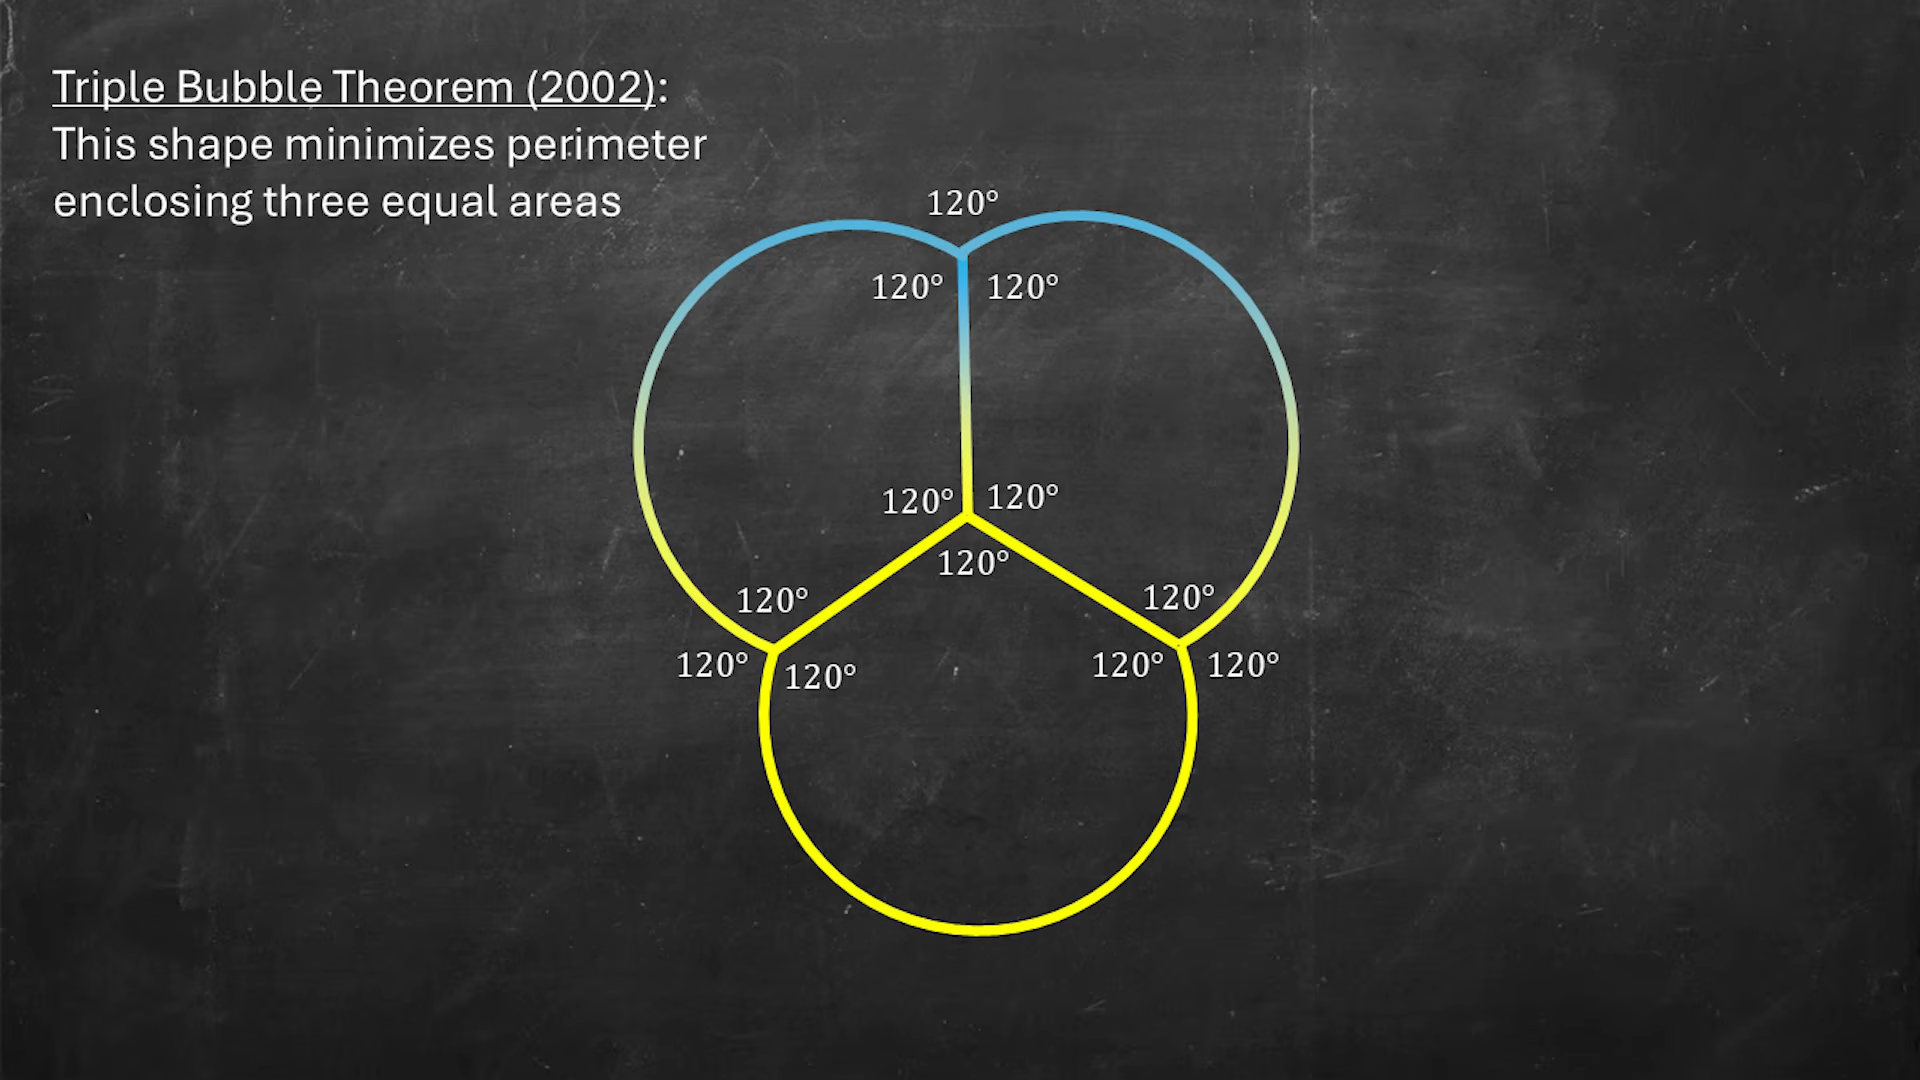 Triple Bubble Theorem (2002):
This shape minimizes perimeter
enclosing three equal areas
120°
120° 120°
120° 120°
120°
120° 120°
120° 120° 120° 120°